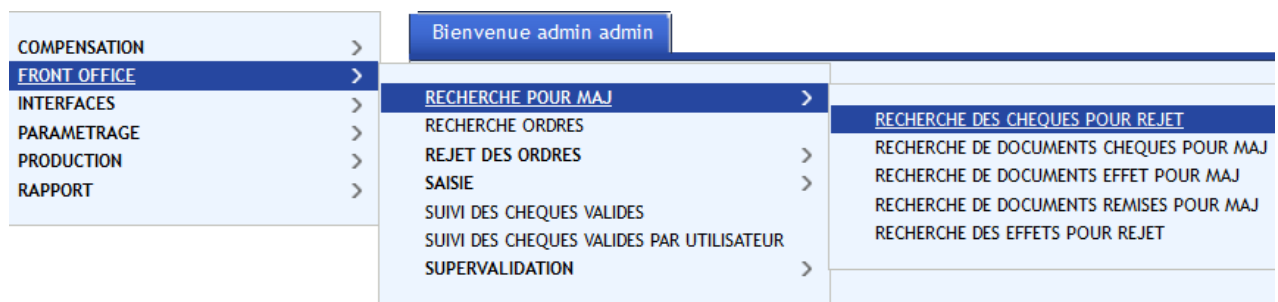 Bienvenue admin admin
COMPENSATION
FRONT OFFICE
INTERFACES
PARAMETRAGE
PRODUCTION
RAPPORT
RECHERCHE POUR MAJ
RECHERCHE ORDRES
REJET DES ORDRES
SAISIE
SUIVI DES CHEQUES VALIDES
SUIVI DES CHEQUES VALIDES PAR UTILISATEUR
SUPERVALIDATION
RECHERCHE DES CHEQUES POUR REJET
RECHERCHE DE DOCUMENTS CHEQUES POUR MAJ
RECHERCHE DE DOCUMENTS EFFET POUR MAJ
RECHERCHE DE DOCUMENTS REMISES POUR MAJ
RECHERCHE DES EFFETS POUR REJET